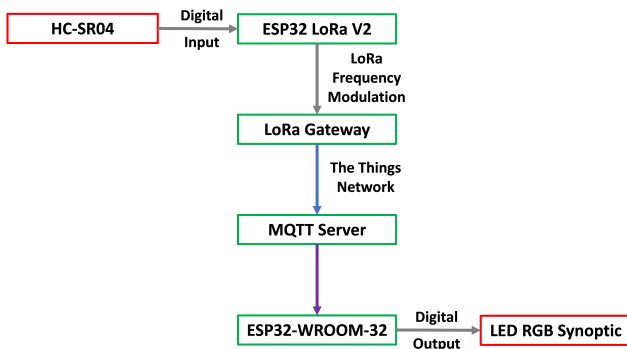 HC-SR04
Digital
Input
ESP32 LoRa V2
LoRa
Frequency
Modulation
LoRa Gateway
The Things
Network
MQTT Server
ESP32-WROOM-32
Digital
Output
LED RGB Synoptic